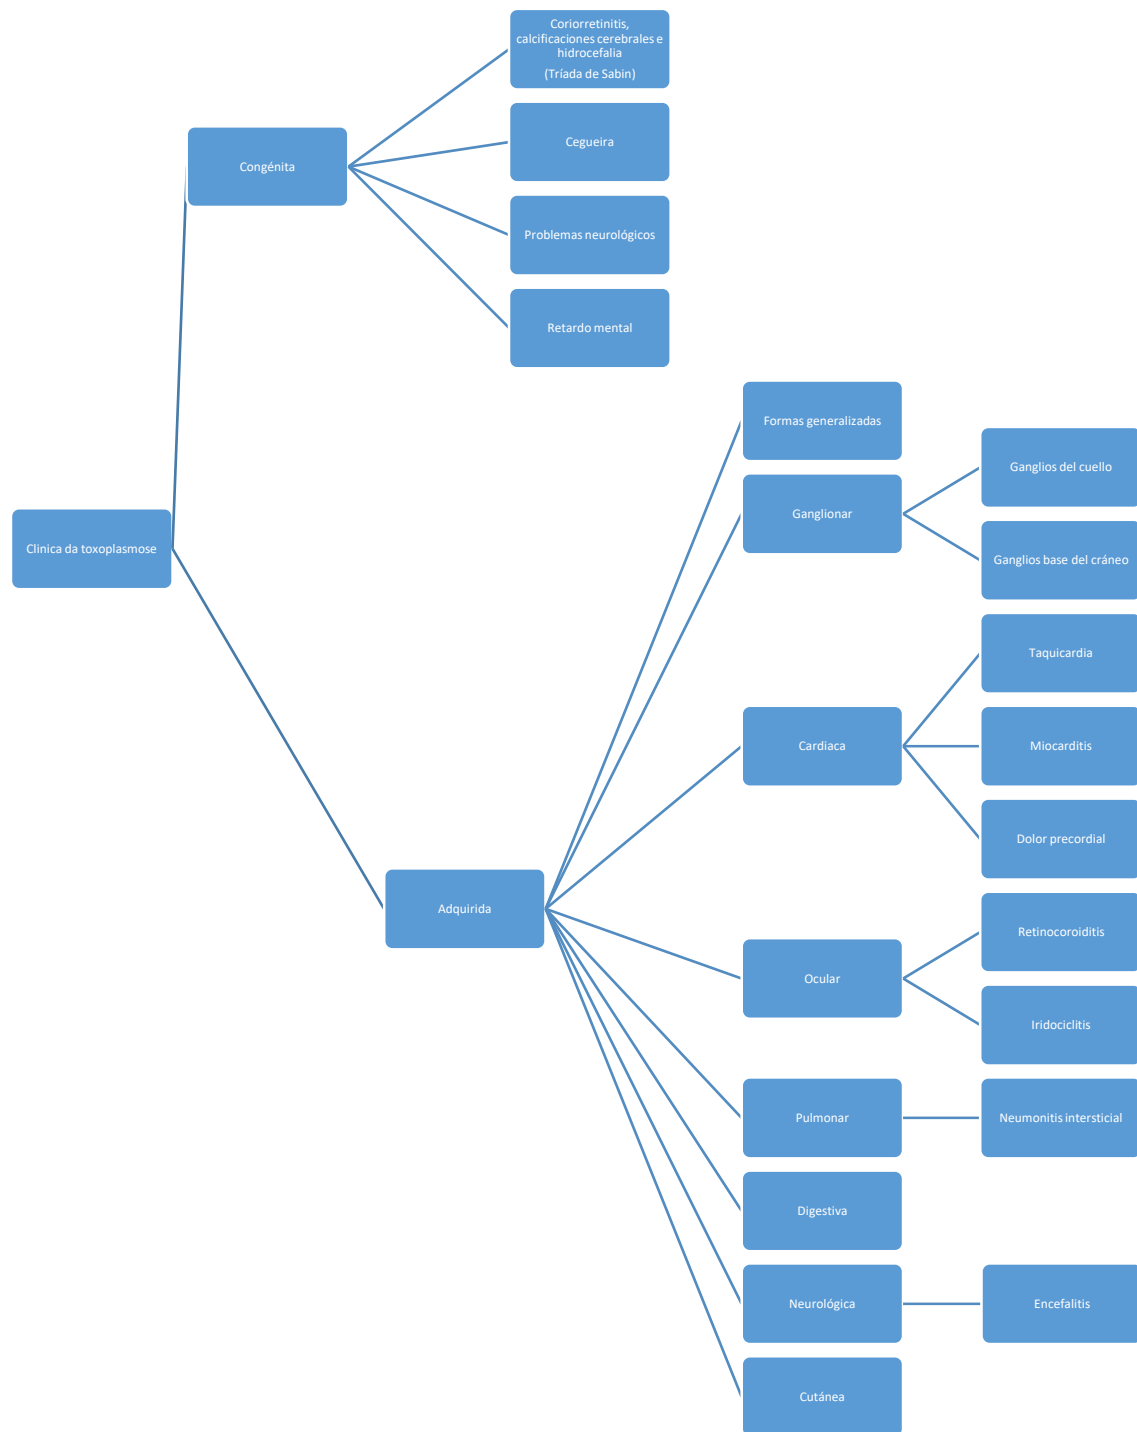 Coriorretinitis,
calcificaciones cerebrales e
hidrocefalia
(Tríada de Sabin)
Cegueira
Congénita
Problemas neurológicos
Retardo mental
Clinica da toxoplasmose
Formas generalizadas
Ganglios del cuello
Ganglionar
Ganglios base del cráneo
Taquicardia
Cardiaca
Miocarditis
Dolor precordial
Adquirida
Retinocoroiditis
Ocular
Iridociclitis
Pulmonar
Neumonitis intersticial
Digestiva
Neurológica
Encefalitis
Cutánea